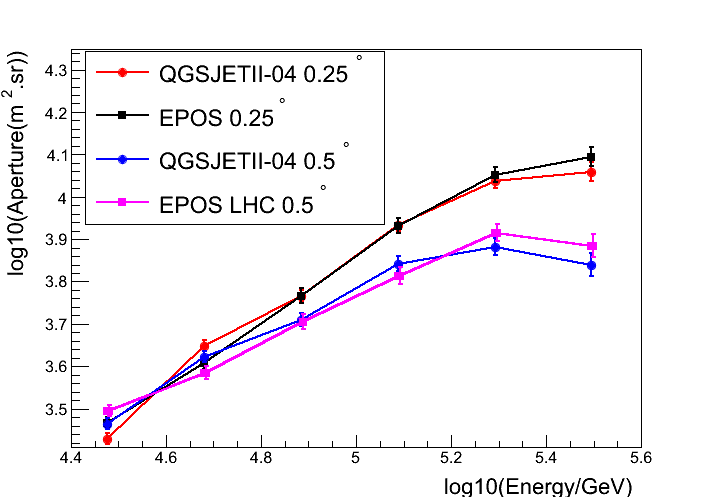 log10(Aperture(m².sr))
4.3
4.2
4.1
4
3.9
3.8
3.7
3.6
3.5
QGSJETII-04 0.25°
EPOS 0.25°
QGSJETII-04 0.5°
EPOS LHC 0.5°
4.4 4.6 4.8 5 5.2 5.4 5.6
log10(Energy/GeV)